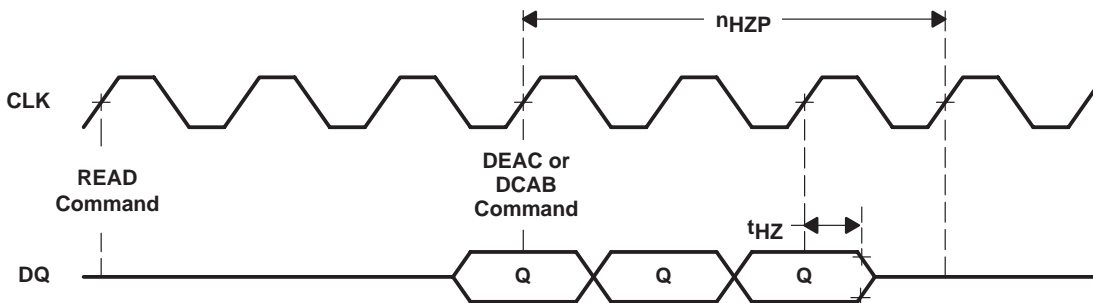 nHZP
CLK
READ
Command
DEAC or
DCAB
Command
tHZ
DQ
Q
Q
Q